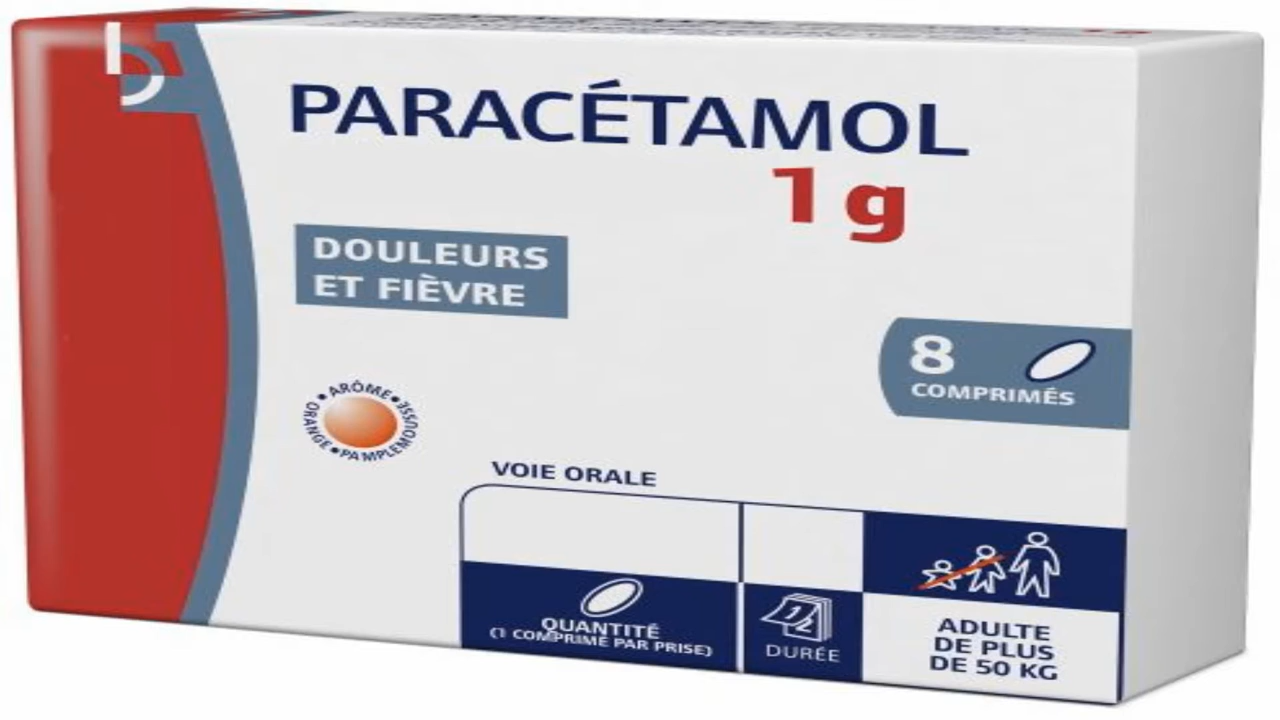 PARACÉTAMOL
1 g
DOULEURS
ET FIÈVRE
8
COMPRIMÉS
• ARÔME •
ORANGE • PAMPLEMOUSSE
VOIE ORALE
QUANTITÉ
(1 COMPRIMÉ PAR PRISE)
1 2
DURÉE
ADULTE
DE PLUS
DE 50 KG